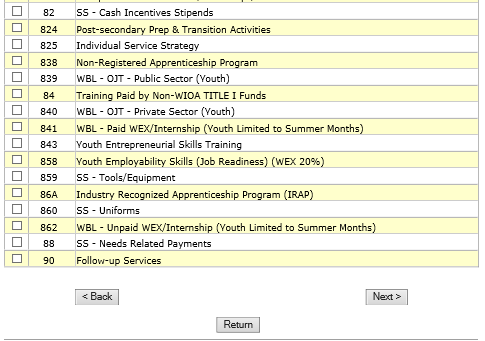 82 SS - Cash Incentives Stipends
824 Post-secondary Prep & Transition Activities
825 Individual Service Strategy
838 Non-Registered Apprenticeship Program
839 WBL - OJT - Public Sector (Youth)
84 Training Paid by Non-WIOA TITLE I Funds
840 WBL - OJT - Private Sector (Youth)
841 WBL - Paid WEX/Internship (Youth Limited to Summer Months)
843 Youth Entrepreneurial Skills Training
858 Youth Employability Skills (Job Readiness) (WEX 20%)
859 SS - Tools/Equipment
86A Industry Recognized Apprenticeship Program (IRAP)
860 SS - Uniforms
862 WBL - Unpaid WEX/Internship (Youth Limited to Summer Months)
88 SS - Needs Related Payments
90 Follow-up Services
< Back Next >
Return